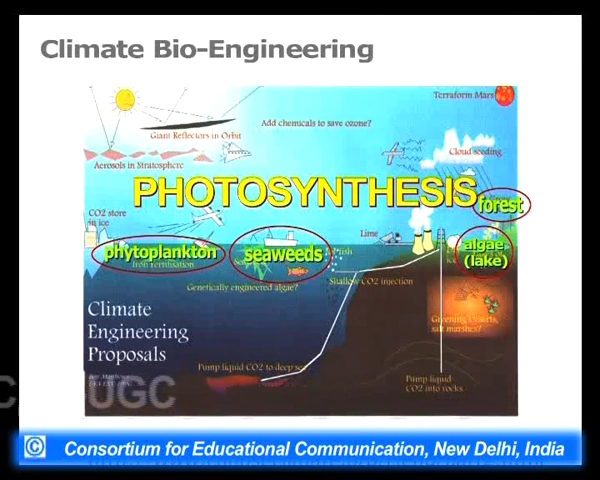 Climate Bio-Engineering
Terraform Mars
Giant Reflectors in Orbit
Add chemicals to save ozone?
Aerosols in Stratosphere
Cloud seeding
PHOTOSYNTHESIS
forest
CO2 store
in ice
Lime
phytoplankton
seaweeds
algae
(lake)
Iron Fertilisation
Genetically engineered algae?
Shallow CO2 injection
Climate
Engineering
Proposals
Greening deserts,
salt marshes?
Pump liquid CO2 to deep sea
Pump liquid
CO2 into rocks
UGC
© Consortium for Educational Communication, New Delhi, India